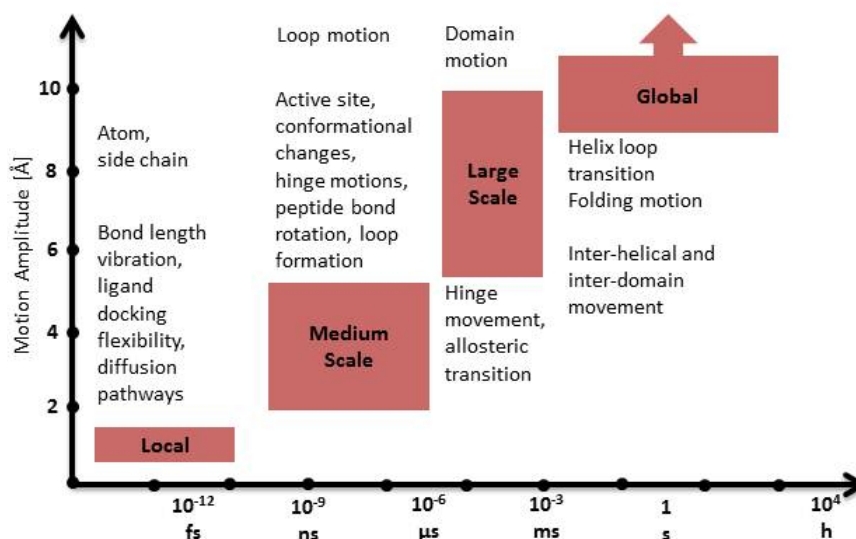 Motion Amplitude [Å]
10
8
6
4
2
0
Atom,
side chain
Bond length
vibration,
ligand
docking
flexibility,
diffusion
pathways
Local
Loop motion
Active site,
conformational
changes,
hinge motions,
peptide bond
rotation, loop
formation
Medium
Scale
Domain
motion
Large
Scale
Hinge
movement,
allosteric
transition
Global
Helix loop
transition
Folding motion
Inter-helical and
inter-domain
movement
10⁻¹² 10⁻⁹ 10⁻⁶ 10⁻³ 1 10⁴
fs ns µs ms s h